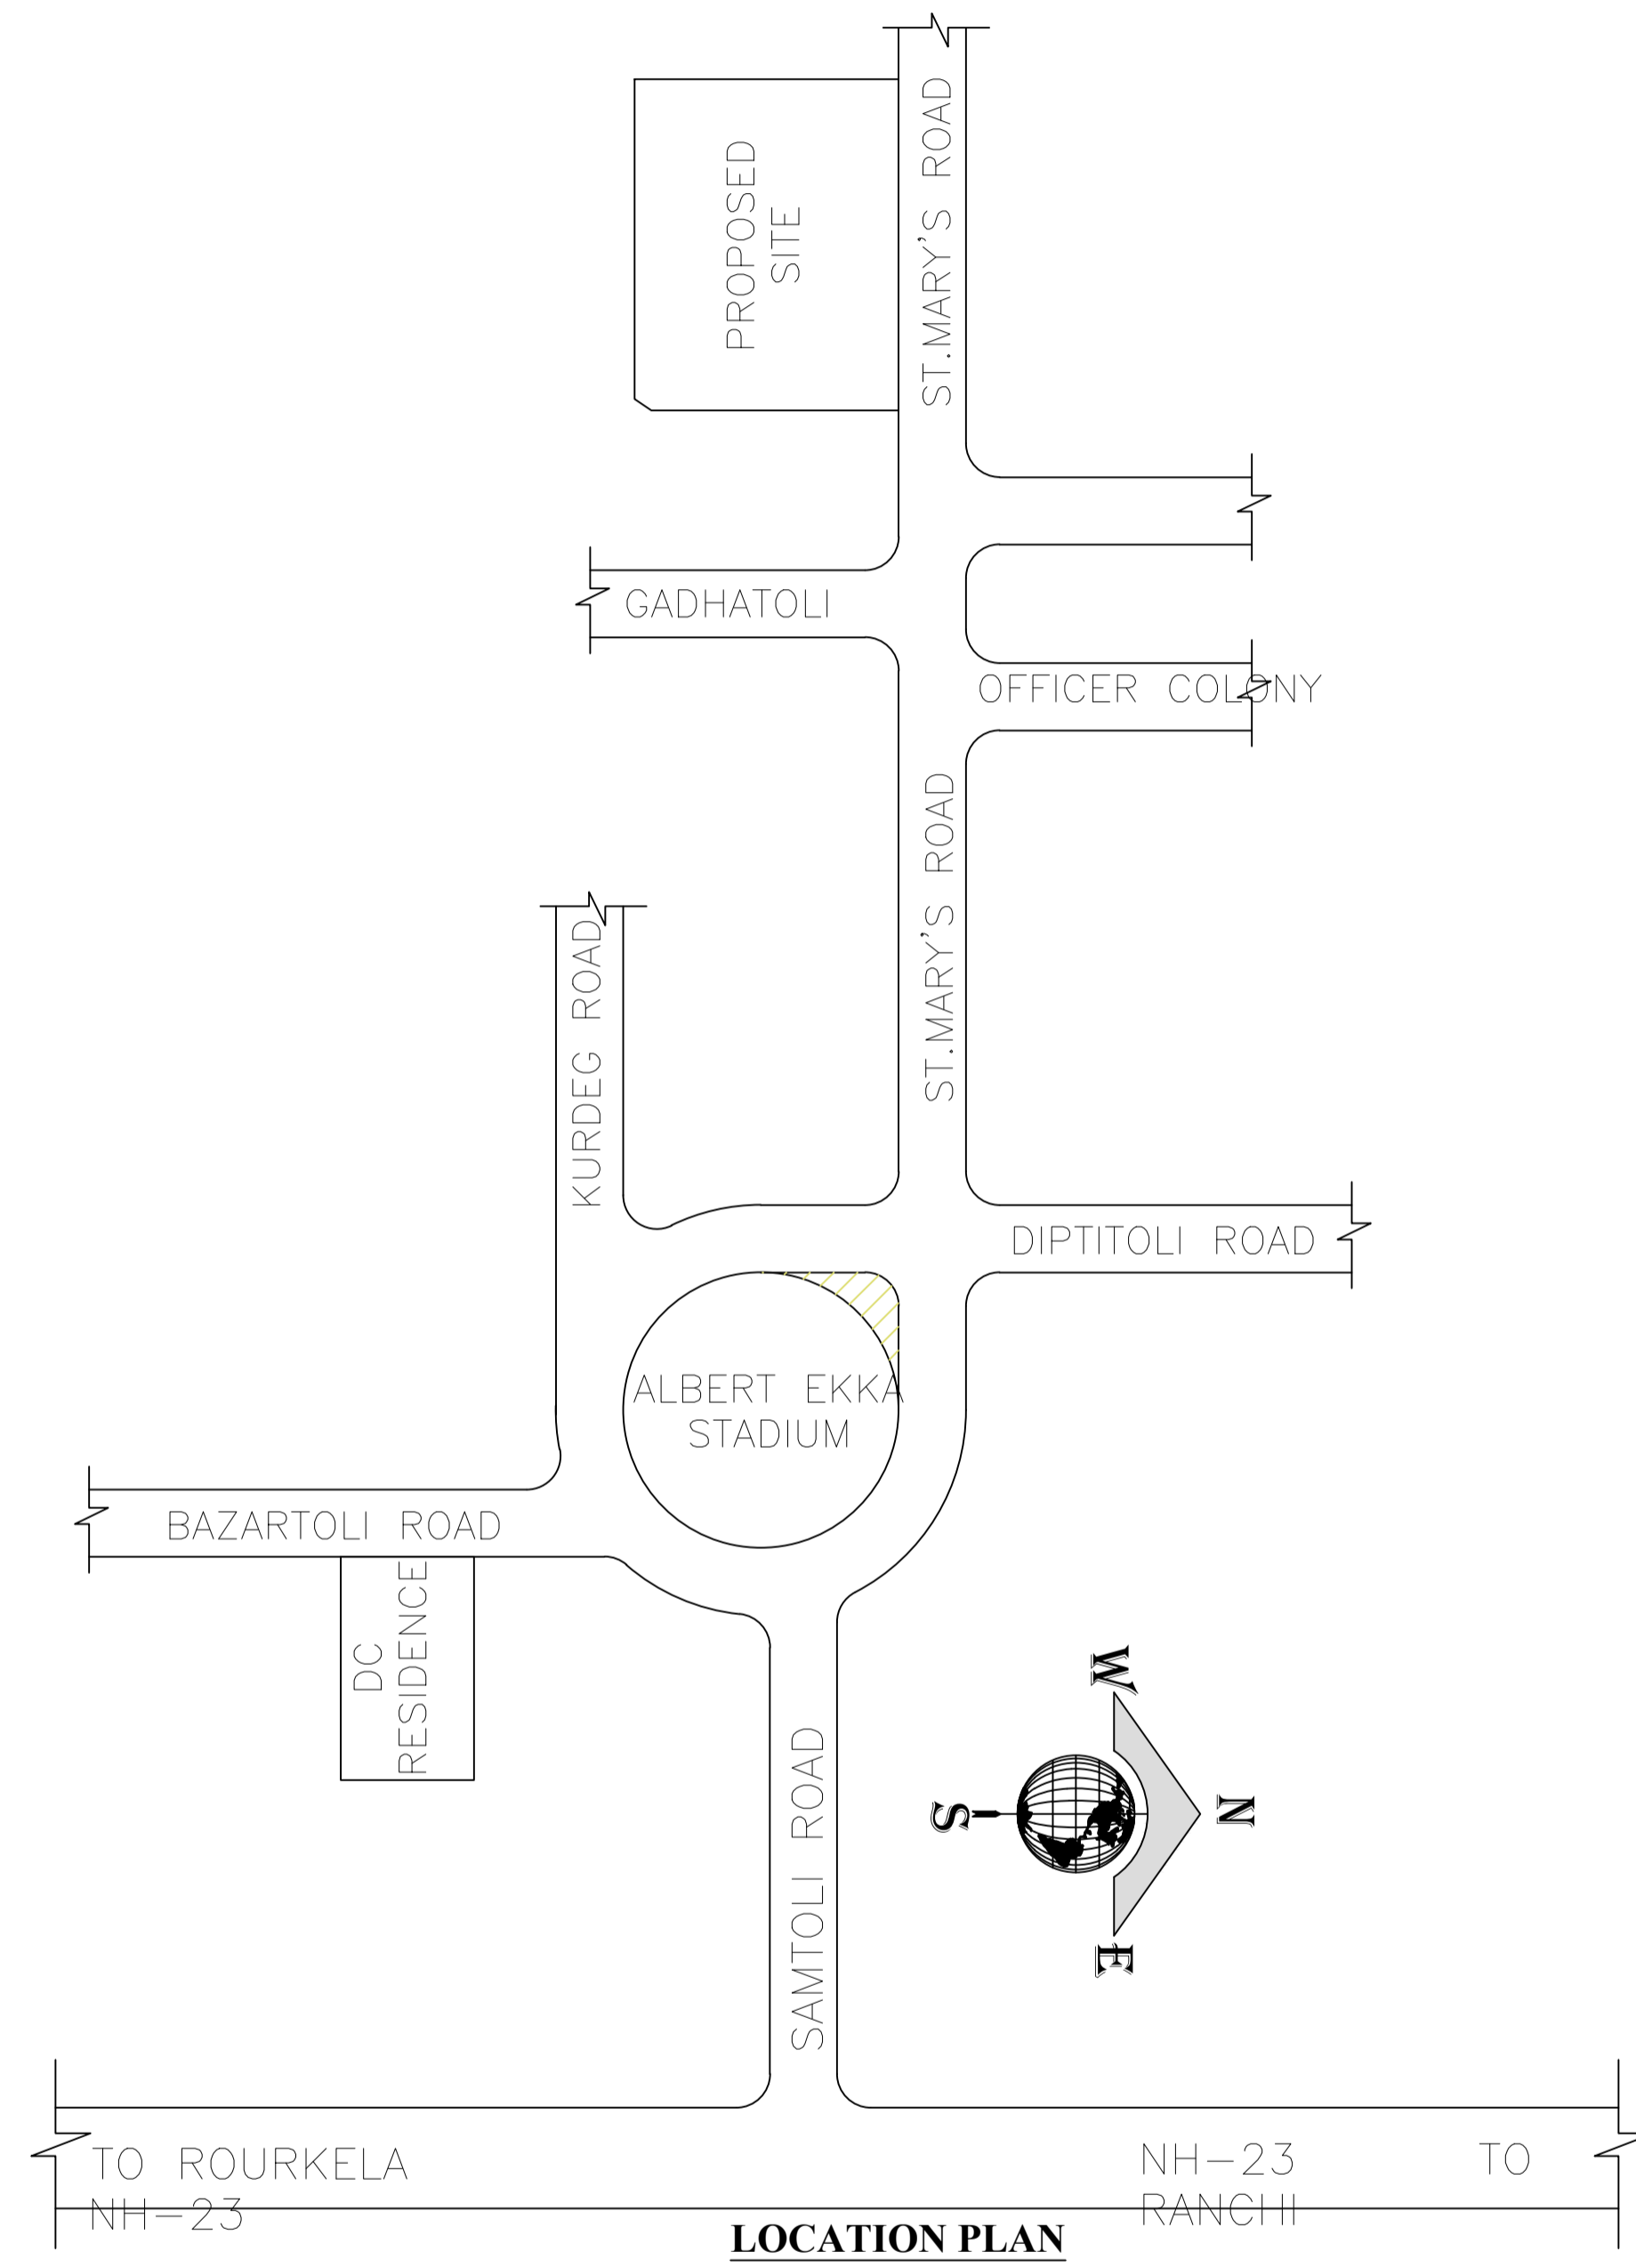 PROPOSED
SITE
ST.MARY'S ROAD
GADHATOLI
OFFICER COLONY
ST.MARY'S ROAD
KURDEG ROAD
DIPTITOLI ROAD
ALBERT EKKA
STADIUM
BAZARTOLI ROAD
DC
RESIDENCE
W
N
S
E
SAMTOLI ROAD
TO ROURKELA
NH-23
NH-23 TO
RANCHI
LOCATION PLAN